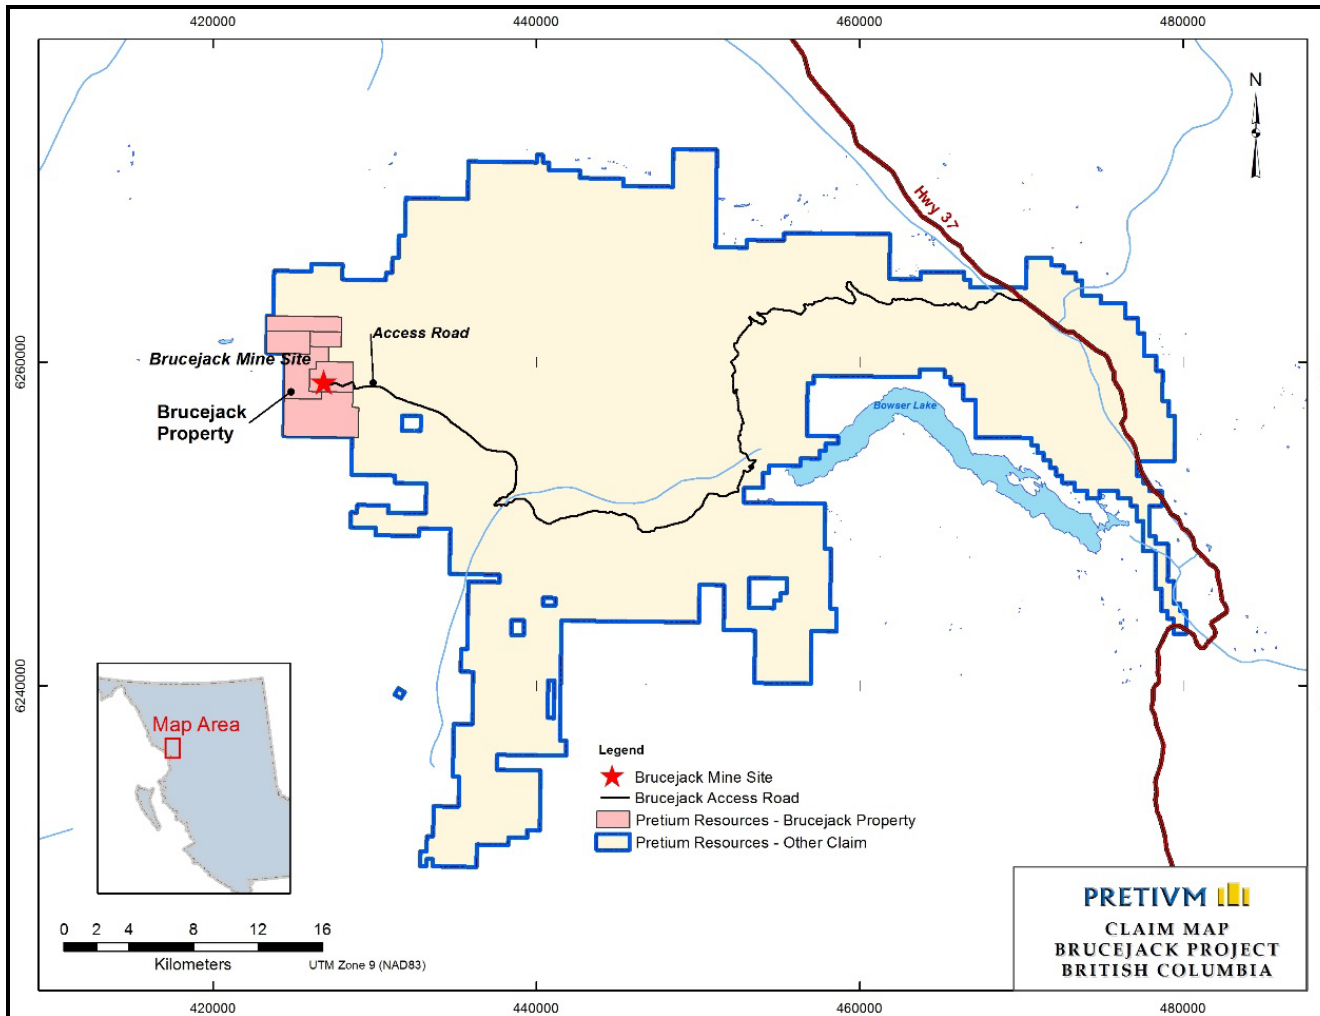 420000
440000
460000
480000
N
Hwy 37
6260000
Access Road
Brucejack Mine Site
Brucejack
Property
Bowser Lake
6240000
Map Area
Legend
Brucejack Mine Site
Brucejack Access Road
Pretium Resources - Brucejack Property
Pretium Resources - Other Claim
0 2 4 8 12 16
Kilometers
UTM Zone 9 (NAD83)
PRETIVM
CLAIM MAP
BRUCEJACK PROJECT
BRITISH COLUMBIA
6260000
6240000
420000
440000
460000
480000